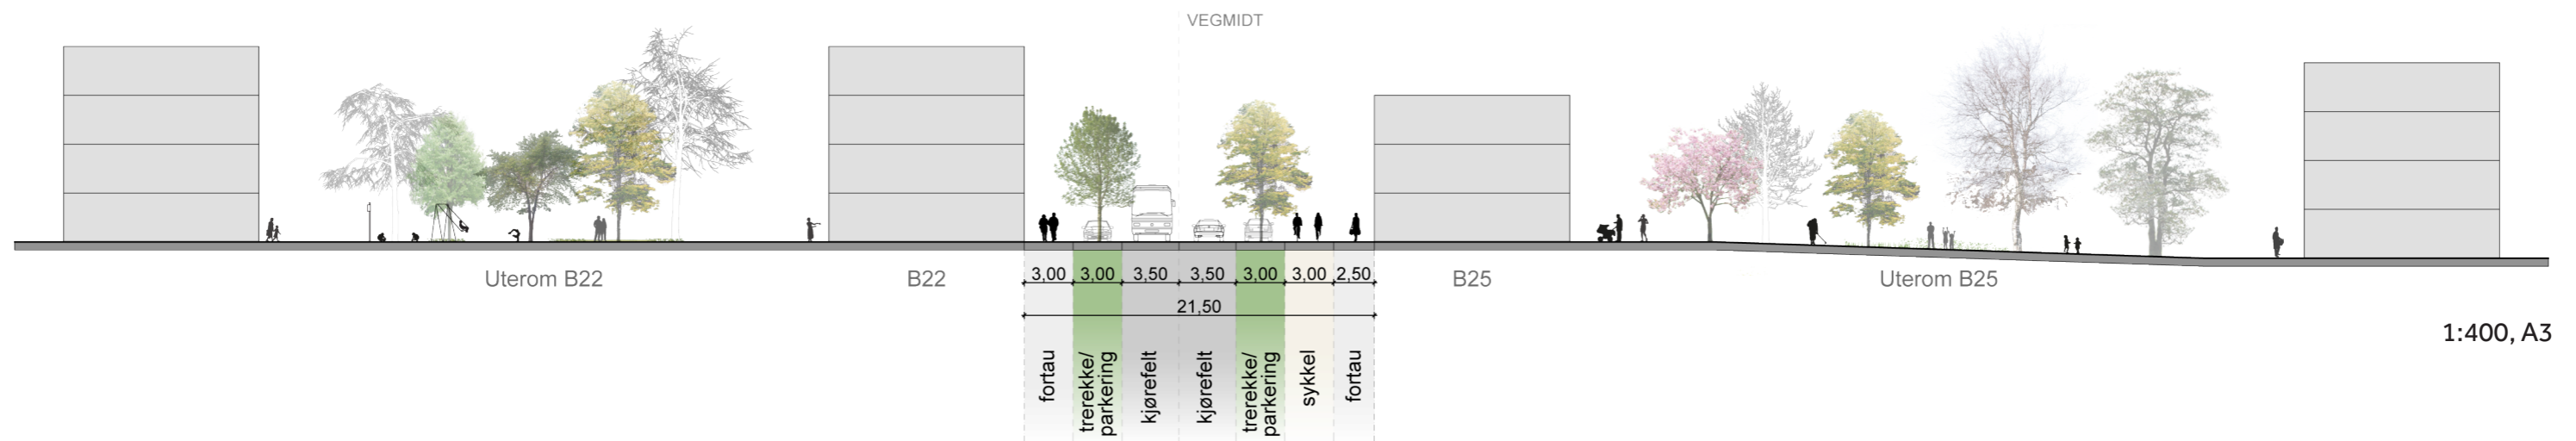 VEGMIDT
Uterom B22
B22
3,00 3,00 3,50 3,50 3,00 3,00 2,50
B25
Uterom B25
21,50
1:400, A3
fortau
trerekke/
parkering
kjørefelt
kjørefelt
trerekke/
parkering
sykkel
fortau